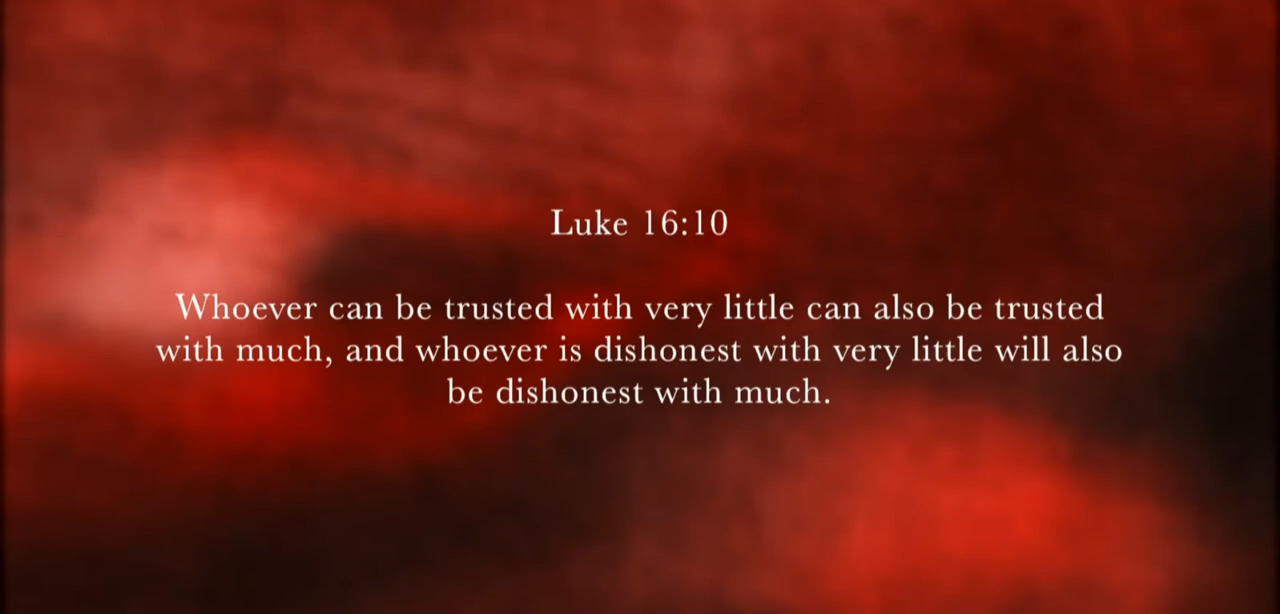 Luke 16:10
Whoever can be trusted with very little can also be trusted
with much, and whoever is dishonest with very little will also
be dishonest with much.